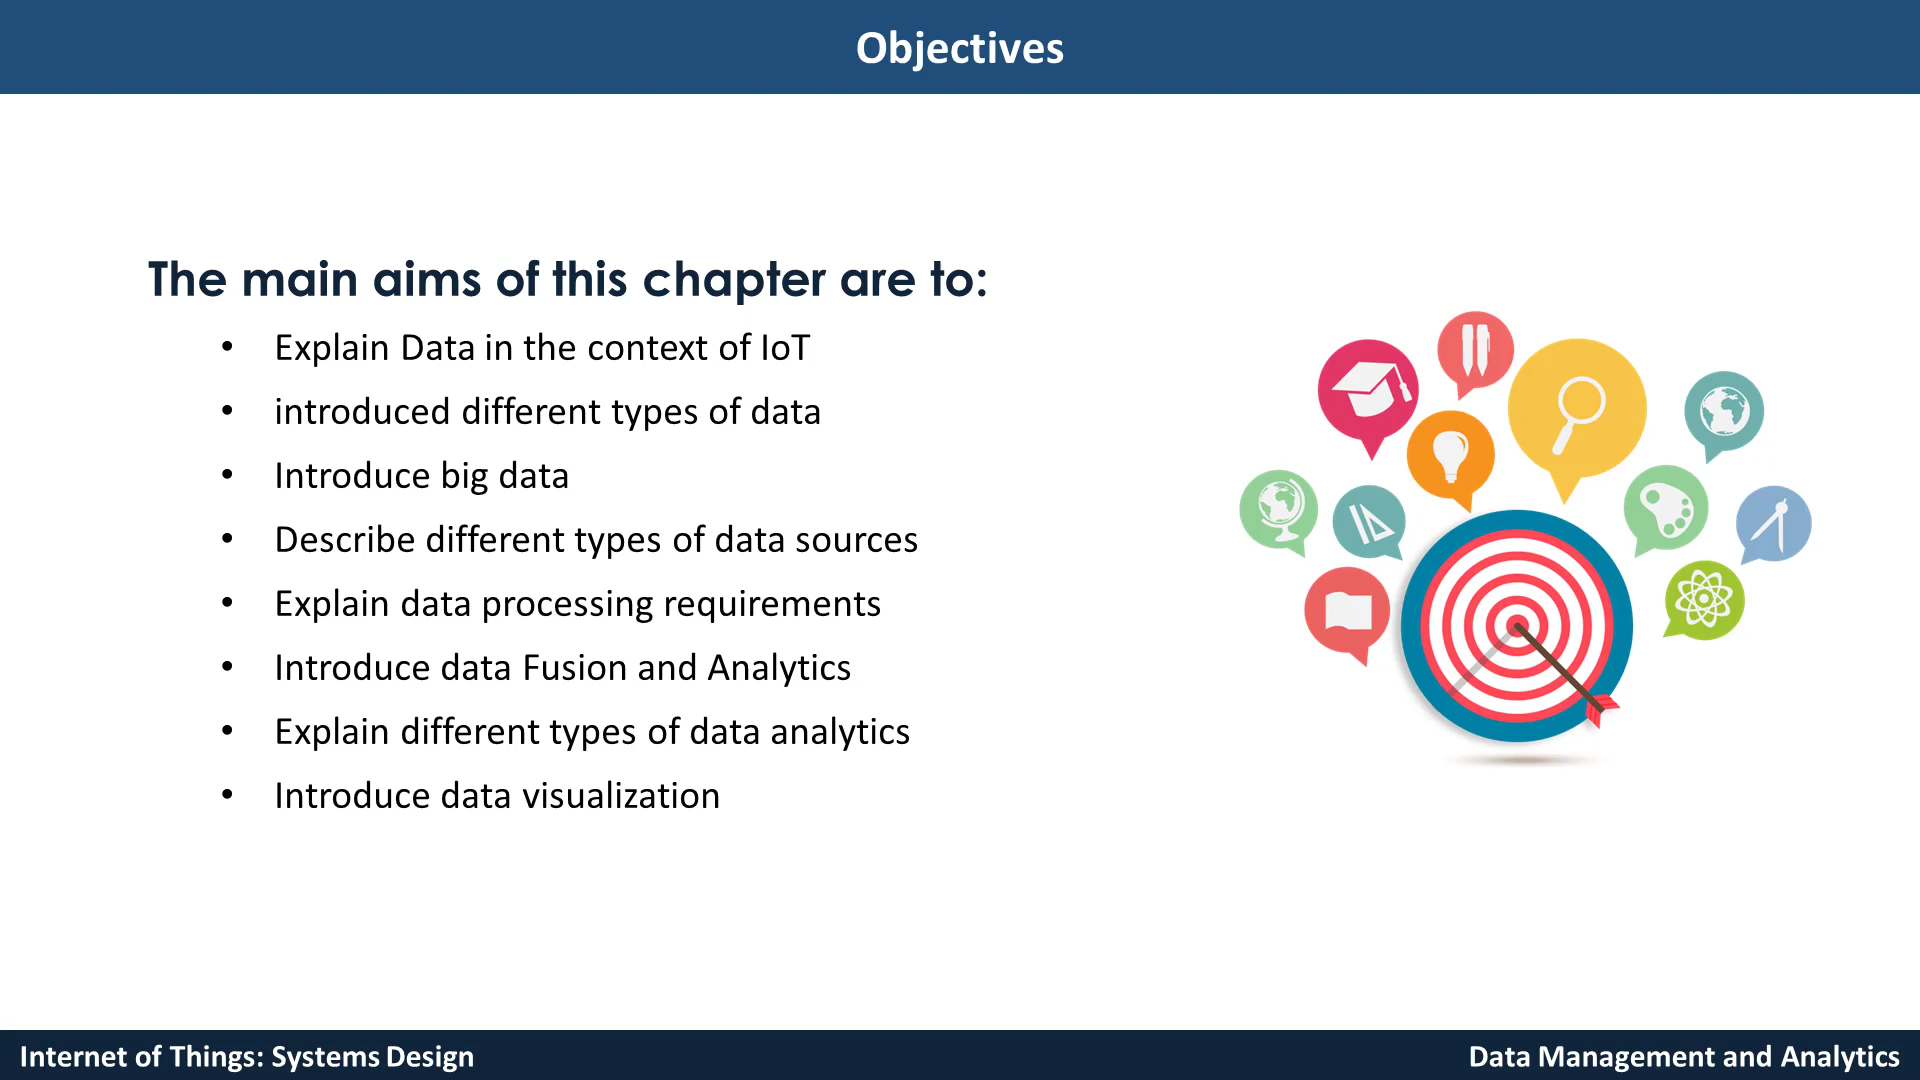 Objectives
The main aims of this chapter are to:
• Explain Data in the context of IoT
• introduced different types of data
• Introduce big data
• Describe different types of data sources
• Explain data processing requirements
• Introduce data Fusion and Analytics
• Explain different types of data analytics
• Introduce data visualization
Internet of Things: Systems Design
Data Management and Analytics